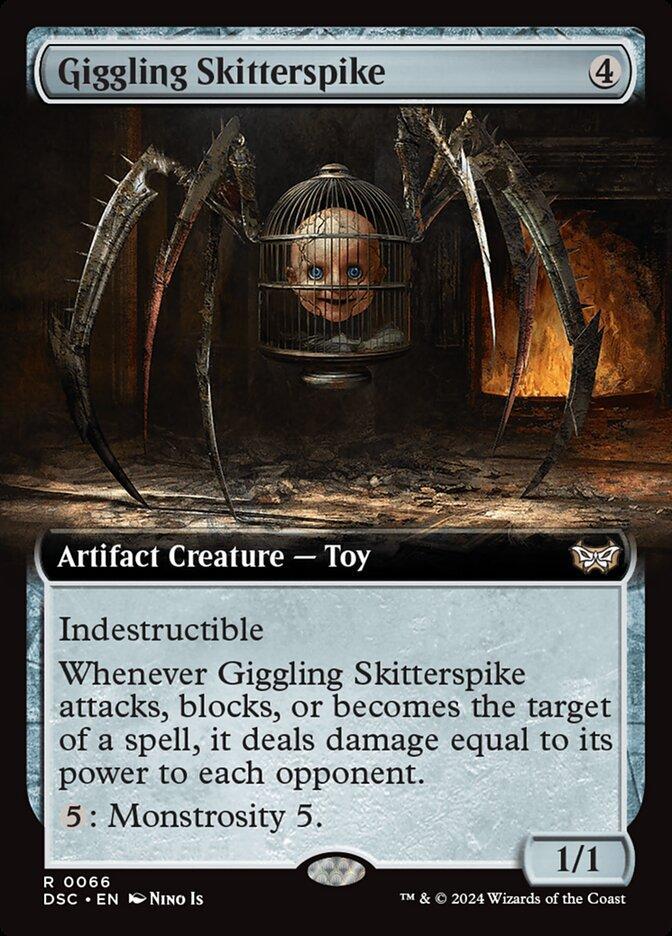 Giggling Skitterspike 4
Artifact Creature — Toy
Indestructible
Whenever Giggling Skitterspike
attacks, blocks, or becomes the target
of a spell, it deals damage equal to its
power to each opponent.
5: Monstrosity 5.
1/1
R 0066
DSC • EN Nino Is
™ & © 2024 Wizards of the Coast